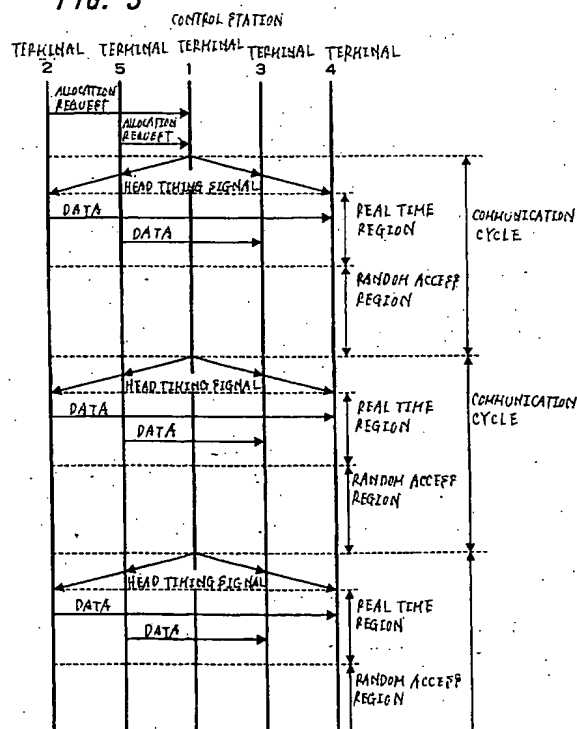 FIG. 5
CONTROL STATION
TERMINAL TERMINAL TERMINAL TERMINAL TERMINAL
2 5 1 3 4
ALLOCATION
REQUEST
ALLOCATION
REQUEST
HEAD TIMING SIGNAL
DATA
DATA
REAL TIME
REGION
COMMUNICATION
CYCLE
RANDOM ACCESS
REGION
HEAD TIMING SIGNAL
DATA
DATA
REAL TIME
REGION
COMMUNICATION
CYCLE
RANDOM ACCESS
REGION
HEAD TIMING SIGNAL
DATA
DATA
REAL TIME
REGION
RANDOM ACCESS
REGION